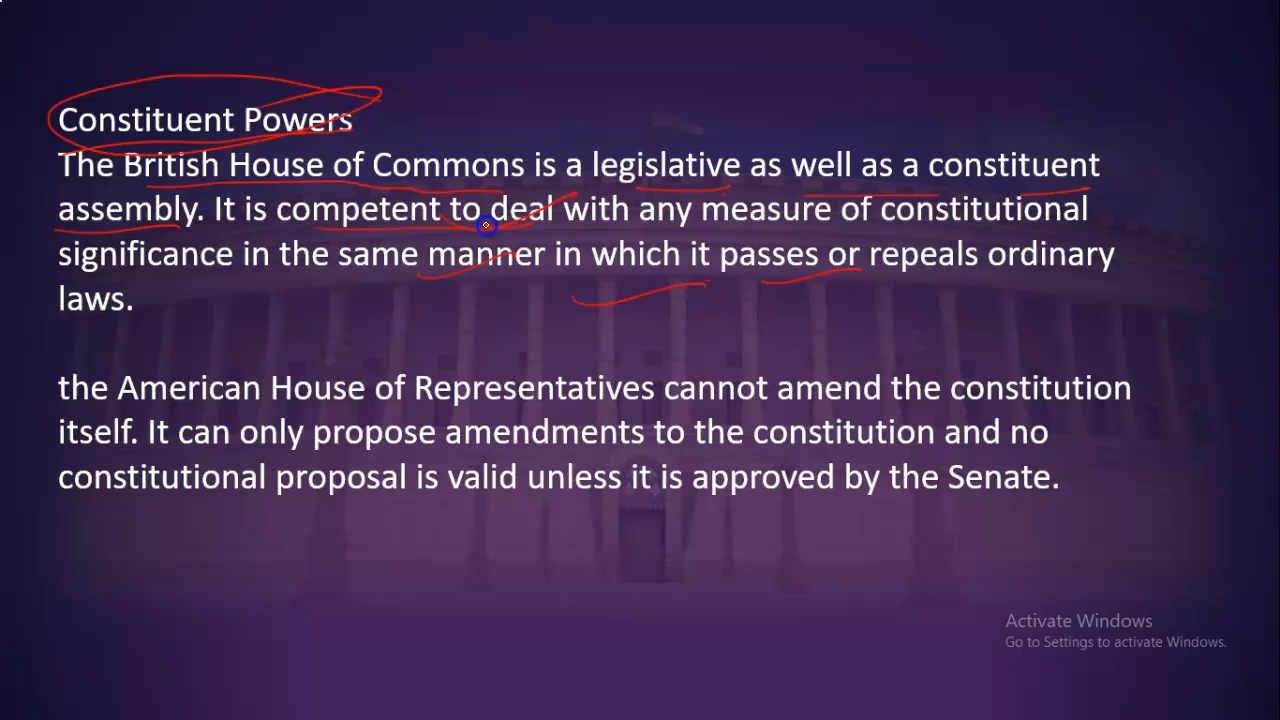 Constituent Powers
The British House of Commons is a legislative as well as a constituent
assembly. It is competent to deal with any measure of constitutional
significance in the same manner in which it passes or repeals ordinary
laws.
the American House of Representatives cannot amend the constitution
itself. It can only propose amendments to the constitution and no
constitutional proposal is valid unless it is approved by the Senate.
Activate Windows
Go to Settings to activate Windows.